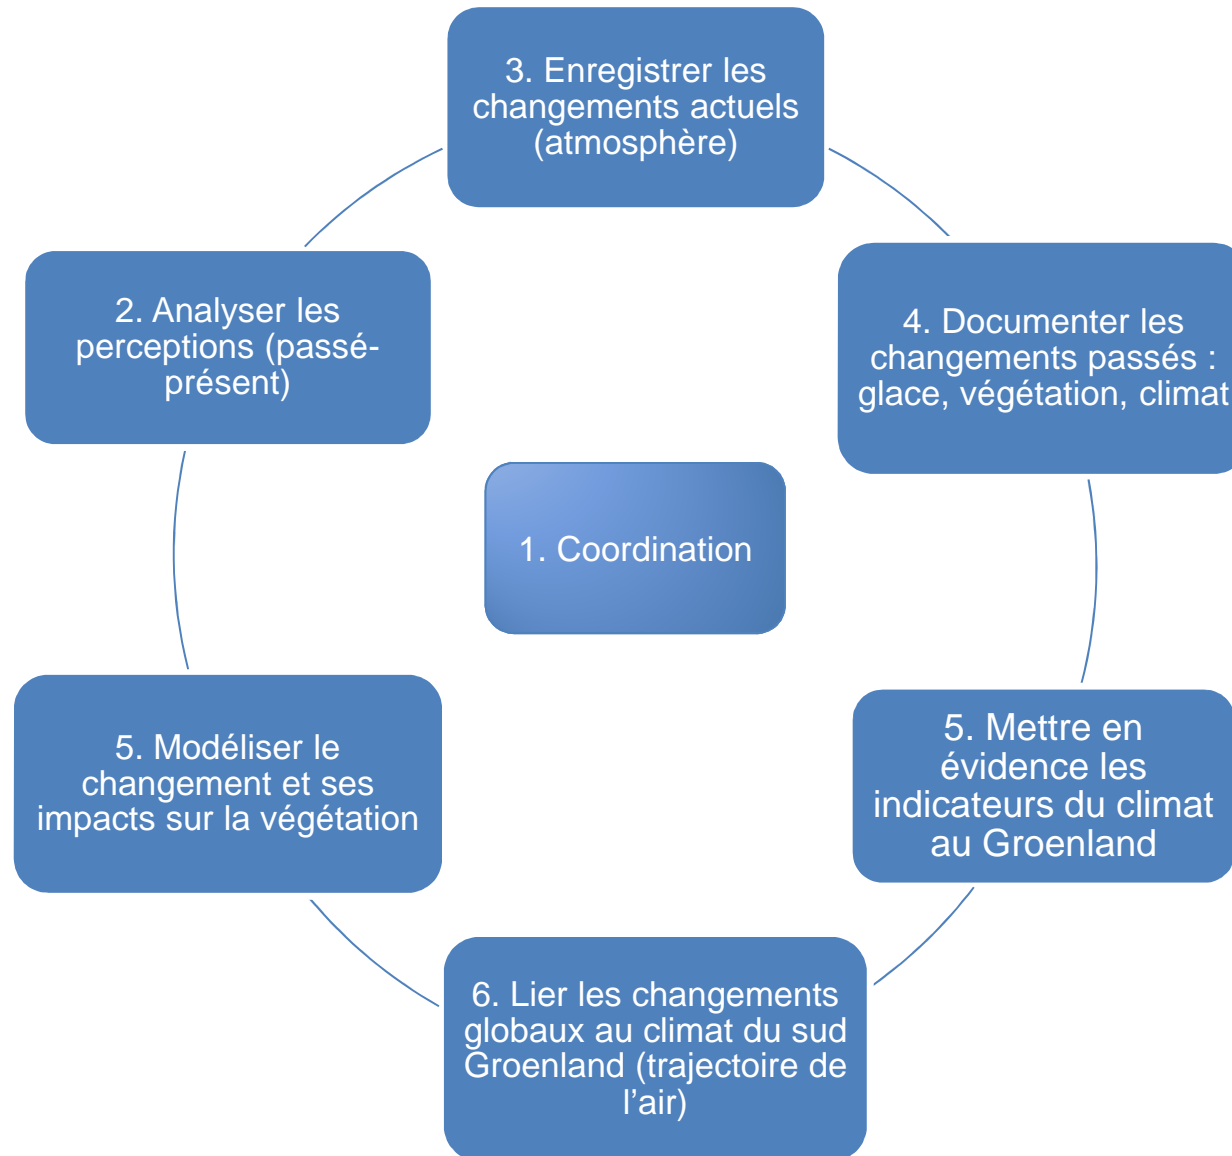 3. Enregistrer les
changements actuels
(atmosphère)
2. Analyser les
perceptions (passé-
présent)
4. Documenter les
changements passés :
glace, végétation, climat
1. Coordination
5. Modéliser le
changement et ses
impacts sur la végétation
5. Mettre en
évidence les
indicateurs du climat
au Groenland
6. Lier les changements
globaux au climat du sud
Groenland (trajectoire de
l’air)